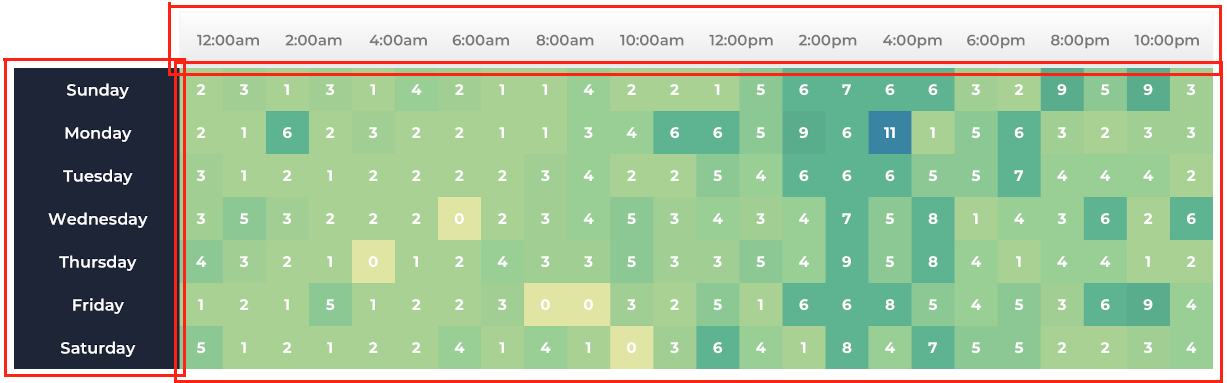 12:00am 2:00am 4:00am 6:00am 8:00am 10:00am 12:00pm 2:00pm 4:00pm 6:00pm 8:00pm 10:00pm
Sunday 2 3 1 3 1 4 2 1 1 4 2 2 1 5 6 7 6 6 3 2 9 5 9 3
Monday 2 1 6 2 3 2 2 1 1 3 4 6 6 5 9 6 11 1 5 6 3 2 3 3
Tuesday 3 1 2 1 2 2 2 2 3 4 2 2 5 4 6 6 6 5 5 7 4 4 4 2
Wednesday 3 5 3 2 2 2 0 2 3 4 5 3 4 3 4 7 5 8 1 4 3 6 2 6
Thursday 4 3 2 1 0 1 2 4 3 3 5 3 3 5 4 9 5 8 4 1 4 4 1 2
Friday 1 2 1 5 1 2 2 3 0 0 3 2 5 1 6 6 8 5 4 5 3 6 9 4
Saturday 5 1 2 1 2 2 4 1 4 1 0 3 6 4 1 8 4 7 5 5 2 2 3 4